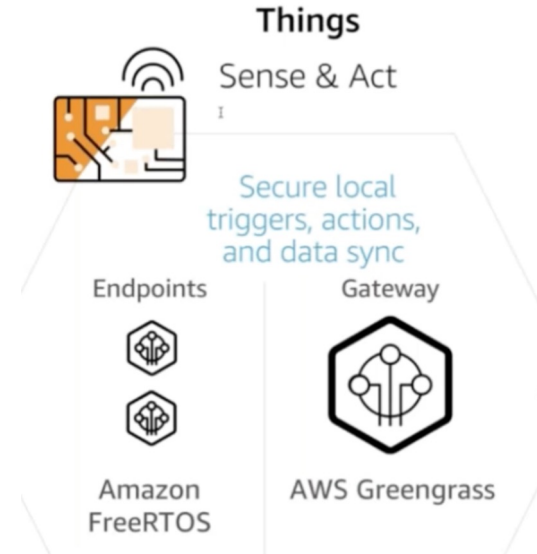 Things
Sense & Act
Secure local
triggers, actions,
and data sync
Endpoints
Gateway
Amazon
FreeRTOS
AWS Greengrass